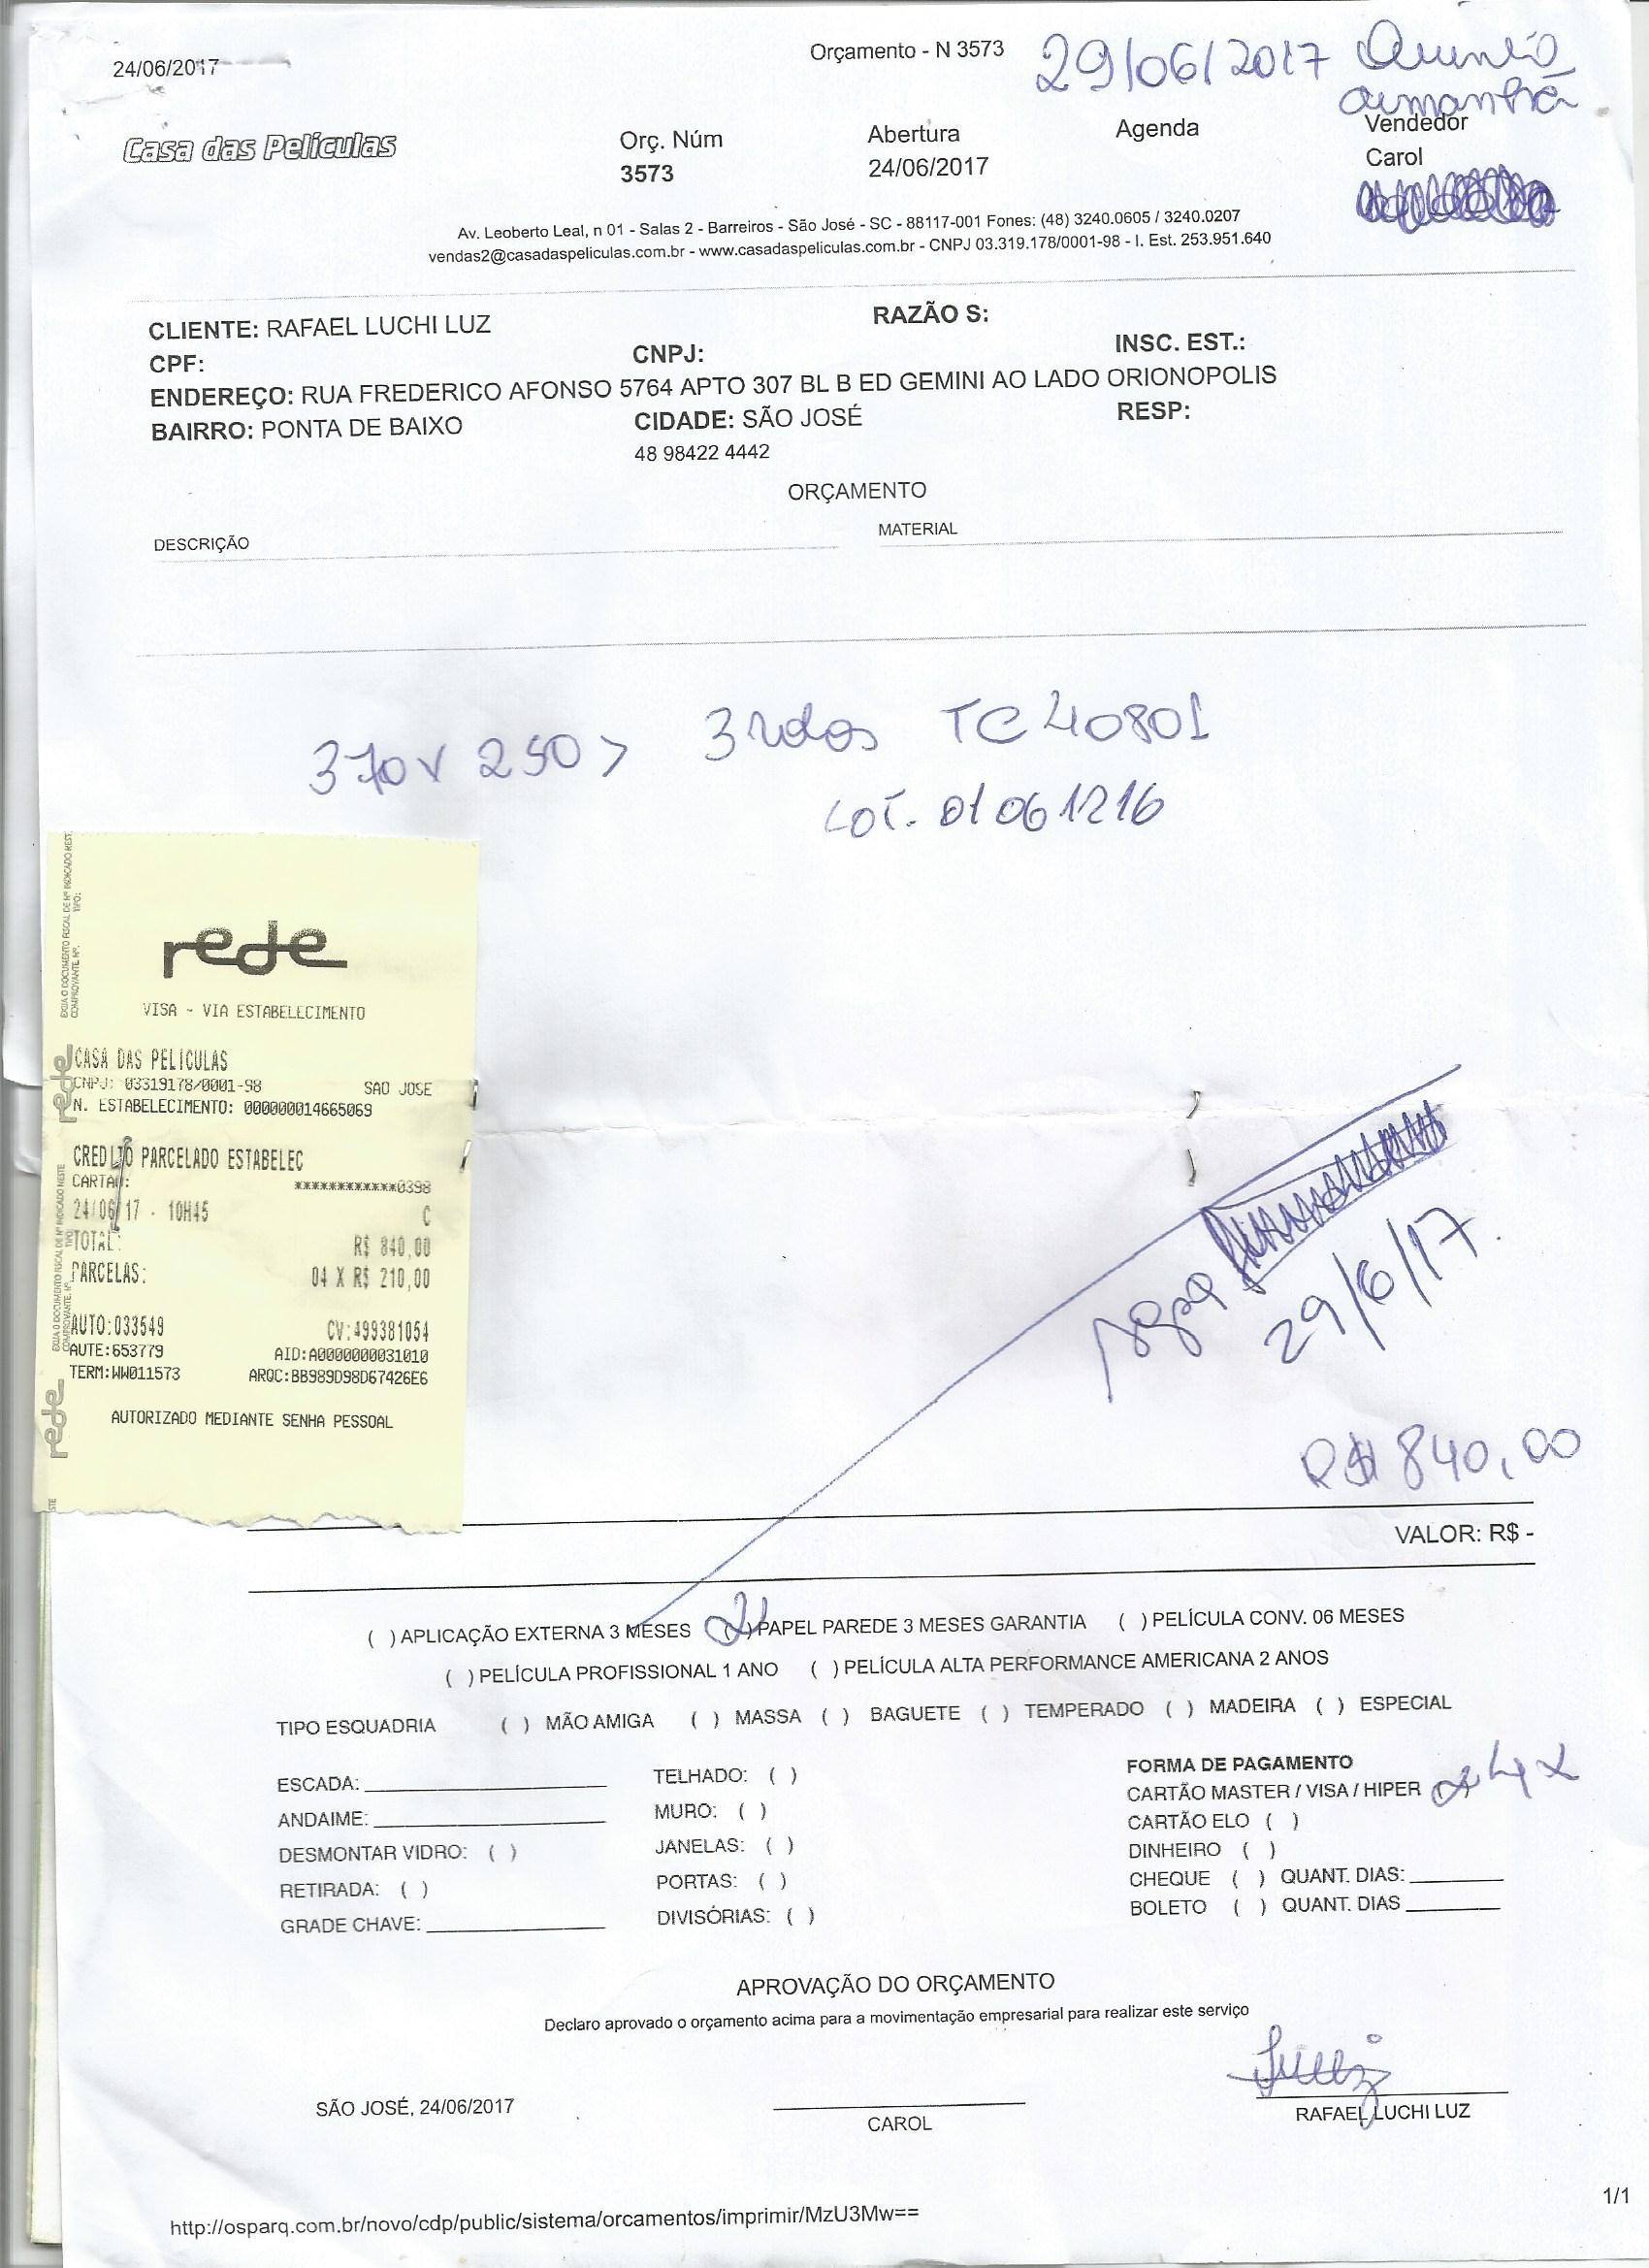 24/06/2017
Orçamento - N 3573
29/06/2017
Casa das Películas
Orç. Núm
3573
Abertura
24/06/2017
Agenda
Vendedor
Carol
Av. Leoberto Leal, n 01 - Salas 2 - Barreiros - São José - SC - 88117-001 Fones: (48) 3240.0605 / 3240.0207
vendas2@casadaspeliculas.com.br - www.casadaspeliculas.com.br - CNPJ 03.319.178/0001-98 - I. Est. 253.951.640
CLIENTE: RAFAEL LUCHI LUZ
RAZÃO S:
CPF:
CNPJ:
INSC. EST.:
ENDEREÇO: RUA FREDERICO AFONSO 5764 APTO 307 BL B ED GEMINI AO LADO ORIONOPOLIS
BAIRRO: PONTA DE BAIXO
CIDADE: SÃO JOSÉ
RESP:
48 98422 4442
ORÇAMENTO
DESCRIÇÃO
MATERIAL
370 x 250 > 3 rolos TC40801
LOT. 01061216
rede
VISA - VIA ESTABELECIMENTO
CASA DAS PELICULAS
CNPJ: 03319178/0001-98 SAO JOSE
N. ESTABELECIMENTO: 000000014665069
CREDITO PARCELADO ESTABELEC
CARTAO: ************0398
24/06/17 - 10H45 C
TOTAL: R$ 840,00
PARCELAS: 04 X R$ 210,00
AUTO:033549 CV:499381054
AUTE:653779 AID:A0000000031010
TERM:WW011573 ARQC:BB989D98D67426E6
AUTORIZADO MEDIANTE SENHA PESSOAL
29/6/17.
R$ 840,00
VALOR: R$ -
( ) APLICAÇÃO EXTERNA 3 MESES (X) PAPEL PAREDE 3 MESES GARANTIA ( ) PELÍCULA CONV. 06 MESES
( ) PELÍCULA PROFISSIONAL 1 ANO ( ) PELÍCULA ALTA PERFORMANCE AMERICANA 2 ANOS
TIPO ESQUADRIA ( ) MÃO AMIGA ( ) MASSA ( ) BAGUETE ( ) TEMPERADO ( ) MADEIRA ( ) ESPECIAL
ESCADA:
ANDAIME:
DESMONTAR VIDRO: ( )
RETIRADA: ( )
GRADE CHAVE:
TELHADO: ( )
MURO: ( )
JANELAS: ( )
PORTAS: ( )
DIVISÓRIAS: ( )
FORMA DE PAGAMENTO
CARTÃO MASTER / VISA / HIPER (x) 4x
CARTÃO ELO ( )
DINHEIRO ( )
CHEQUE ( ) QUANT. DIAS:
BOLETO ( ) QUANT. DIAS
APROVAÇÃO DO ORÇAMENTO
Declaro aprovado o orçamento acima para a movimentação empresarial para realizar este serviço
SÃO JOSÉ, 24/06/2017
CAROL
RAFAEL LUCHI LUZ
1/1
http://osparq.com.br/novo/cdp/public/sistema/orcamentos/imprimir/MzU3Mw==